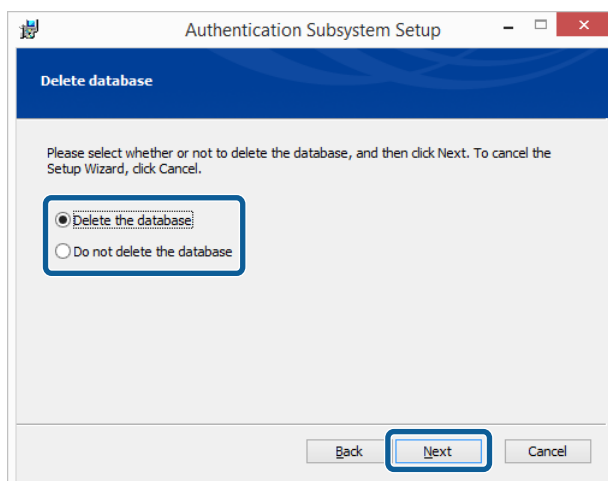 Authentication Subsystem Setup
Delete database
Please select whether or not to delete the database, and then click Next. To cancel the
Setup Wizard, click Cancel.
Delete the database
Do not delete the database
Back
Next
Cancel